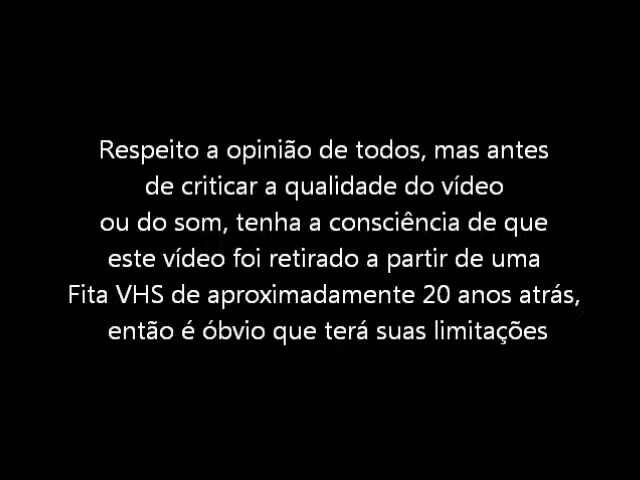 Respeito a opinião de todos, mas antes
de criticar a qualidade do vídeo
ou do som, tenha a consciência de que
este vídeo foi retirado a partir de uma
Fita VHS de aproximadamente 20 anos atrás,
então é óbvio que terá suas limitações